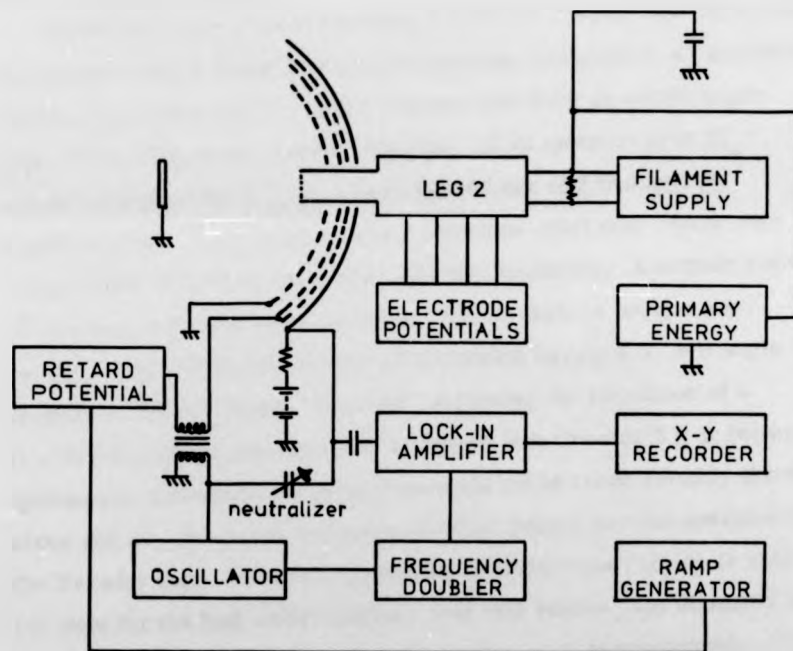 LEG 2
FILAMENT
SUPPLY
ELECTRODE
POTENTIALS
PRIMARY
ENERGY
RETARD
POTENTIAL
LOCK-IN
AMPLIFIER
X-Y
RECORDER
neutralizer
OSCILLATOR
FREQUENCY
DOUBLER
RAMP
GENERATOR